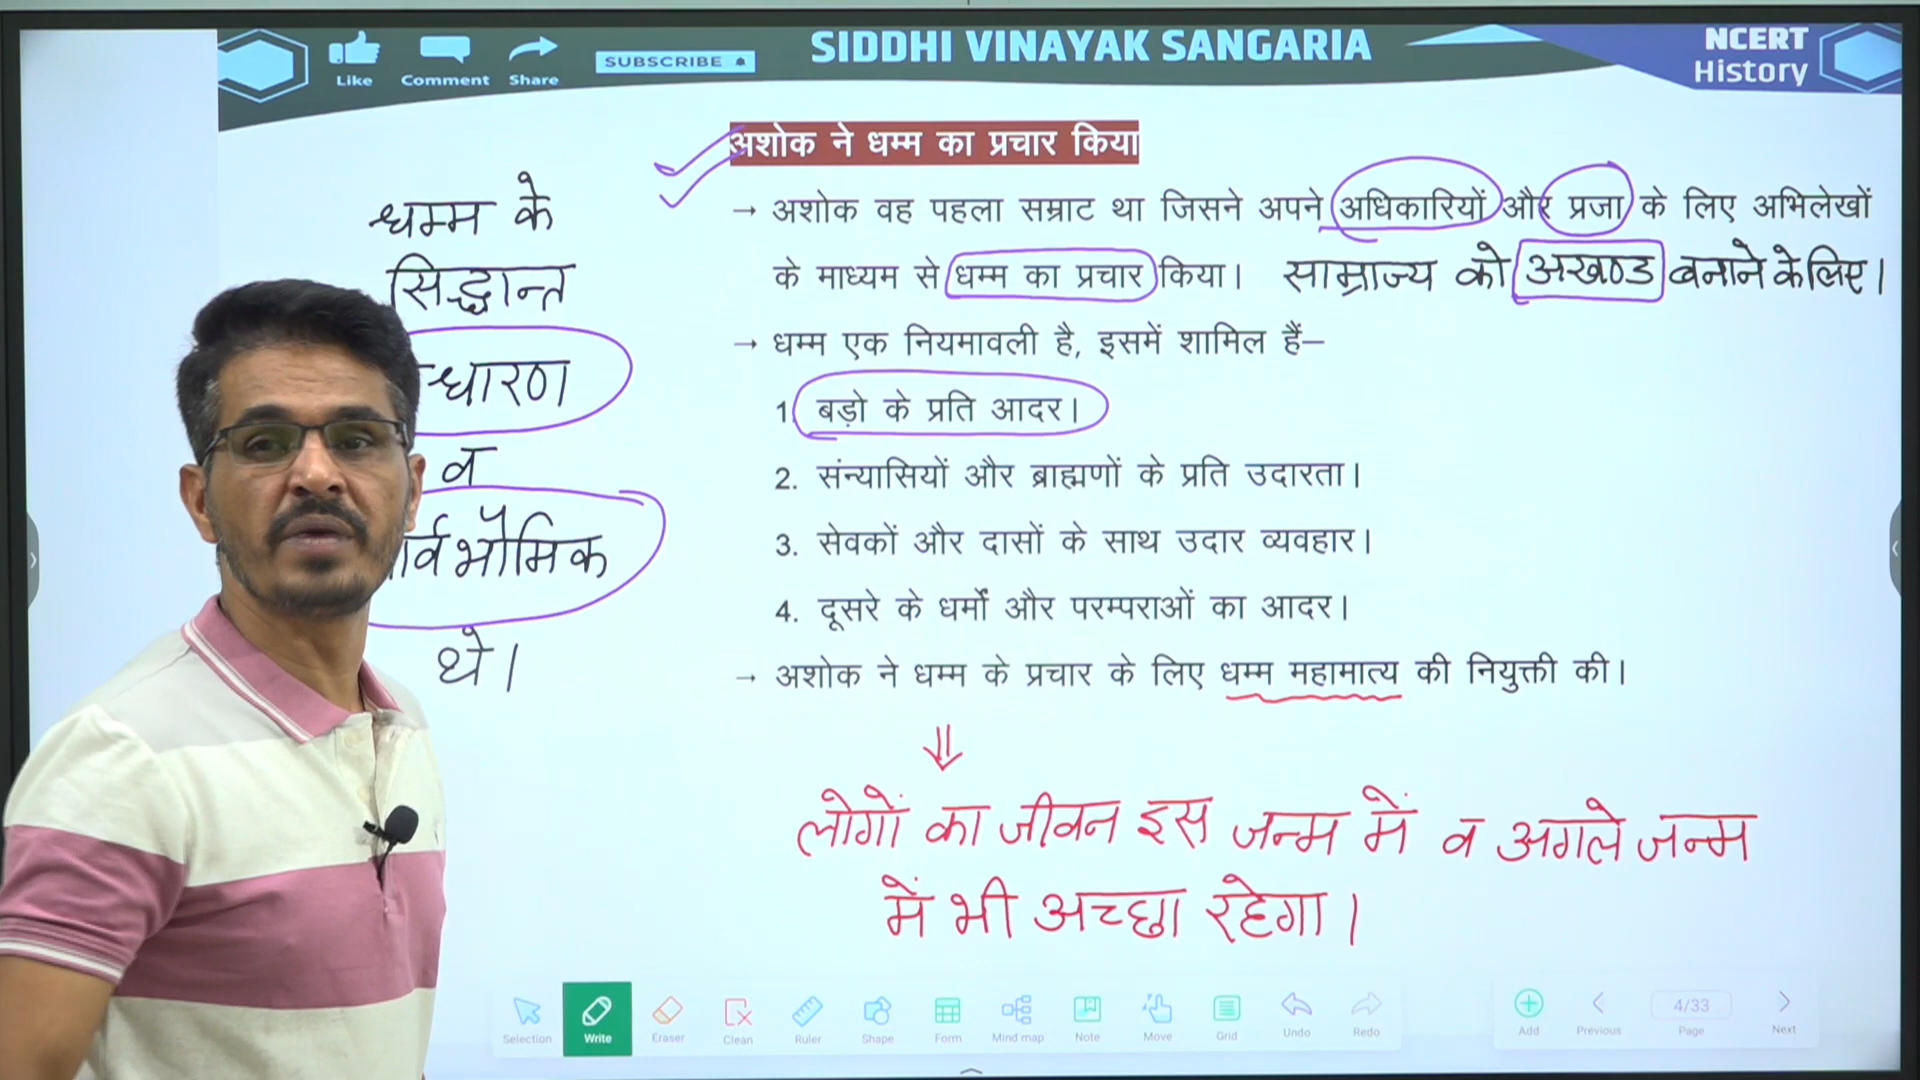 Like
Comment
Share
SUBSCRIBE
SIDDHI VINAYAK SANGARIA
NCERT
History
अशोक ने धम्म का प्रचार किया
→ अशोक वह पहला सम्राट था जिसने अपने अधिकारियों और प्रजा के लिए अभिलेखों
के माध्यम से धम्म का प्रचार किया। साम्राज्य को अखण्ड बनाने के लिए।
→ धम्म एक नियमावली है, इसमें शामिल हैं–
1. बड़ो के प्रति आदर।
2. संन्यासियों और ब्राह्मणों के प्रति उदारता।
3. सेवकों और दासों के साथ उदार व्यवहार।
4. दूसरे के धर्मों और परम्पराओं का आदर।
→ अशोक ने धम्म के प्रचार के लिए धम्म महामात्य की नियुक्ती की।
⇓
लोगों का जीवन इस जन्म में व अगले जन्म
में भी अच्छा रहेगा।
धम्म के
सिद्धान्त
व
थे।
Selection
Write
Eraser
Clean
Ruler
Shape
Form
Mind map
Note
Move
Grid
Undo
Redo
Add
Previous
4/33
Page
Next